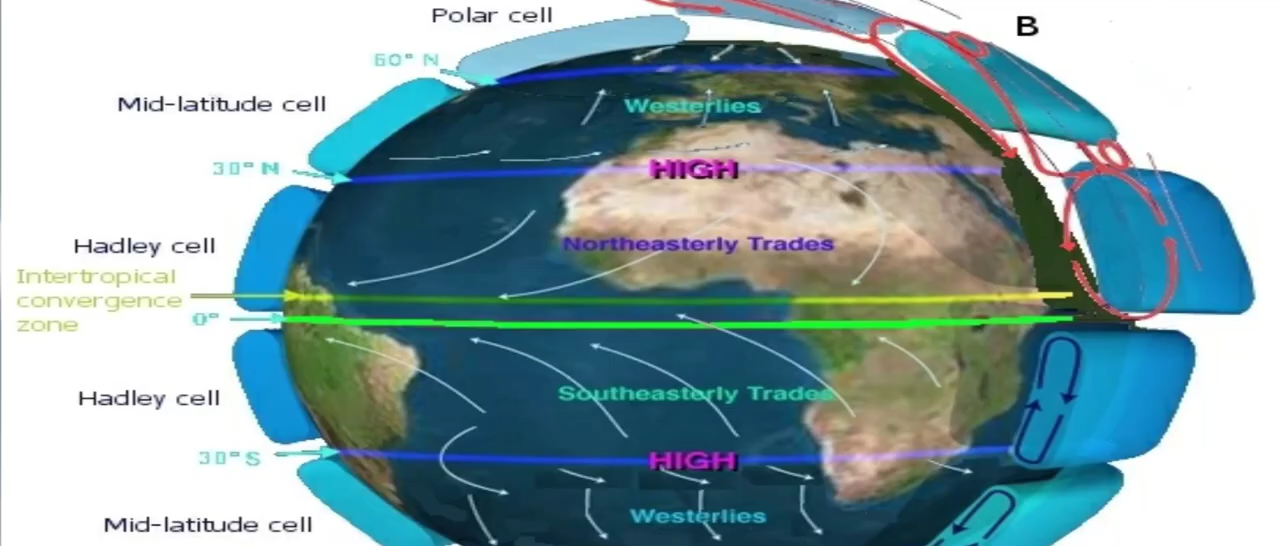 Polar cell
B
60° N
Mid-latitude cell
Westerlies
30° N
HIGH
Hadley cell
Northeasterly Trades
Intertropical
convergence
zone
0°
Southeasterly Trades
Hadley cell
30° S
HIGH
Mid-latitude cell
Westerlies